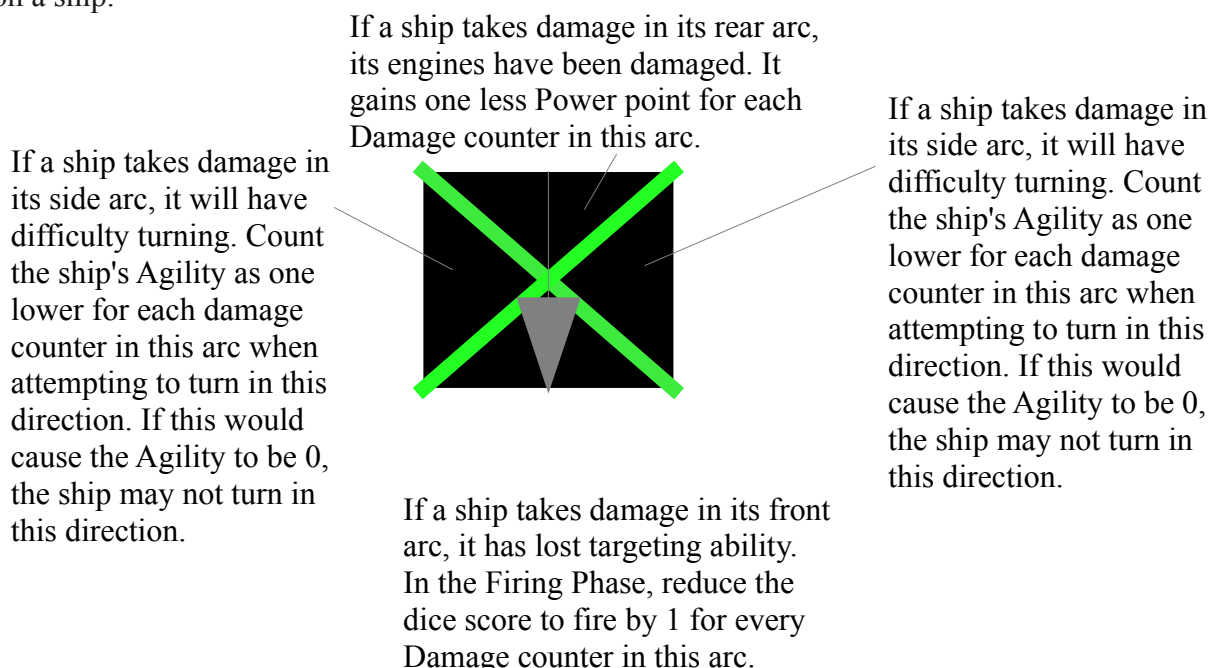 on a ship.
If a ship takes damage in its rear arc,
its engines have been damaged. It
gains one less Power point for each
Damage counter in this arc.
If a ship takes damage in
its side arc, it will have
difficulty turning. Count
the ship's Agility as one
lower for each damage
counter in this arc when
attempting to turn in this
direction. If this would
cause the Agility to be 0,
the ship may not turn in
this direction.
If a ship takes damage in
its side arc, it will have
difficulty turning. Count
the ship's Agility as one
lower for each damage
counter in this arc when
attempting to turn in this
direction. If this would
cause the Agility to be 0,
the ship may not turn in
this direction.
If a ship takes damage in its front
arc, it has lost targeting ability.
In the Firing Phase, reduce the
dice score to fire by 1 for every
Damage counter in this arc.